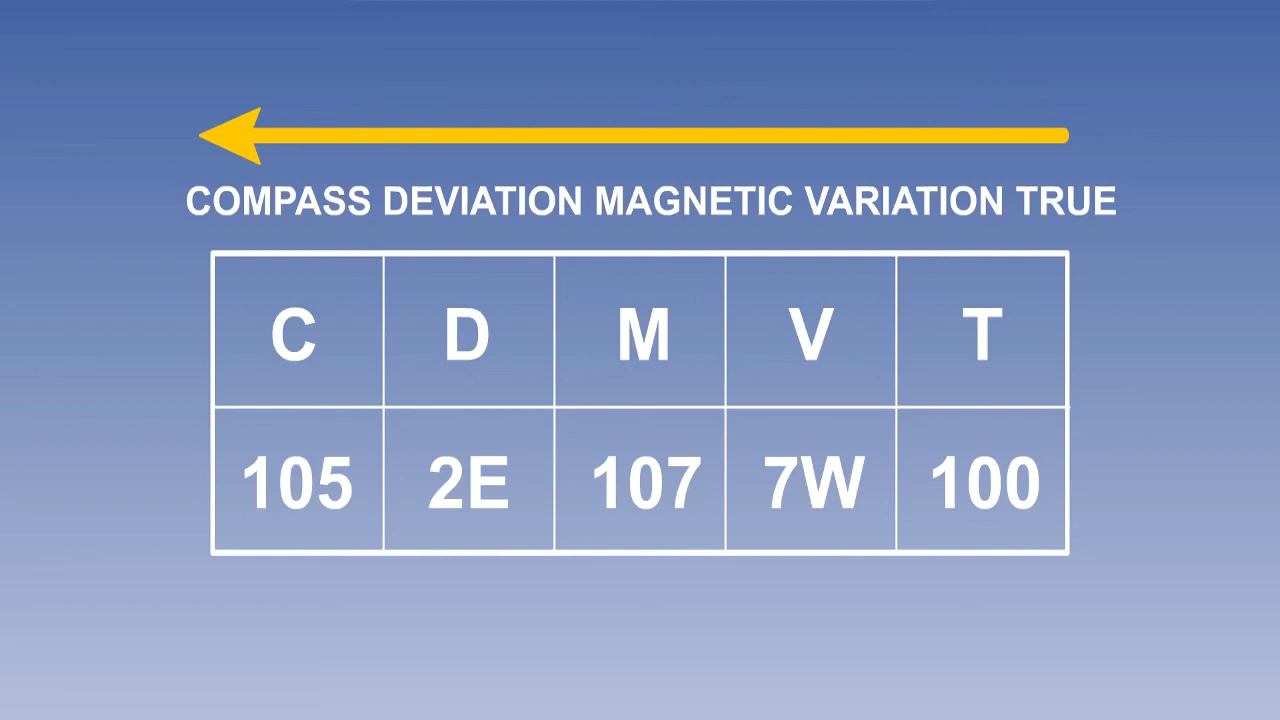 COMPASS DEVIATION MAGNETIC VARIATION TRUE
C D M V T
105 2E 107 7W 100